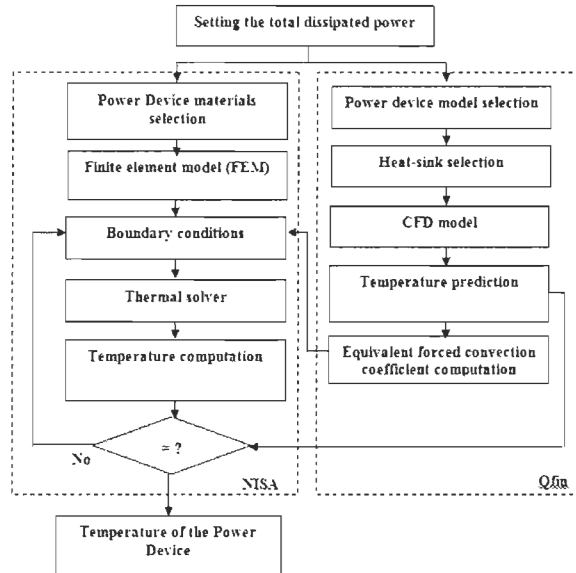 Setting the total dissipated power
Power Device materials
selection
Finite element model (FEM)
Boundary conditions
Thermal solver
Temperature computation
= ?
No
NISA
Temperature of the Power
Device
Power device model selection
Heat-sink selection
CFD model
Temperature prediction
Equivalent forced convection
coefficient computation
Qfin